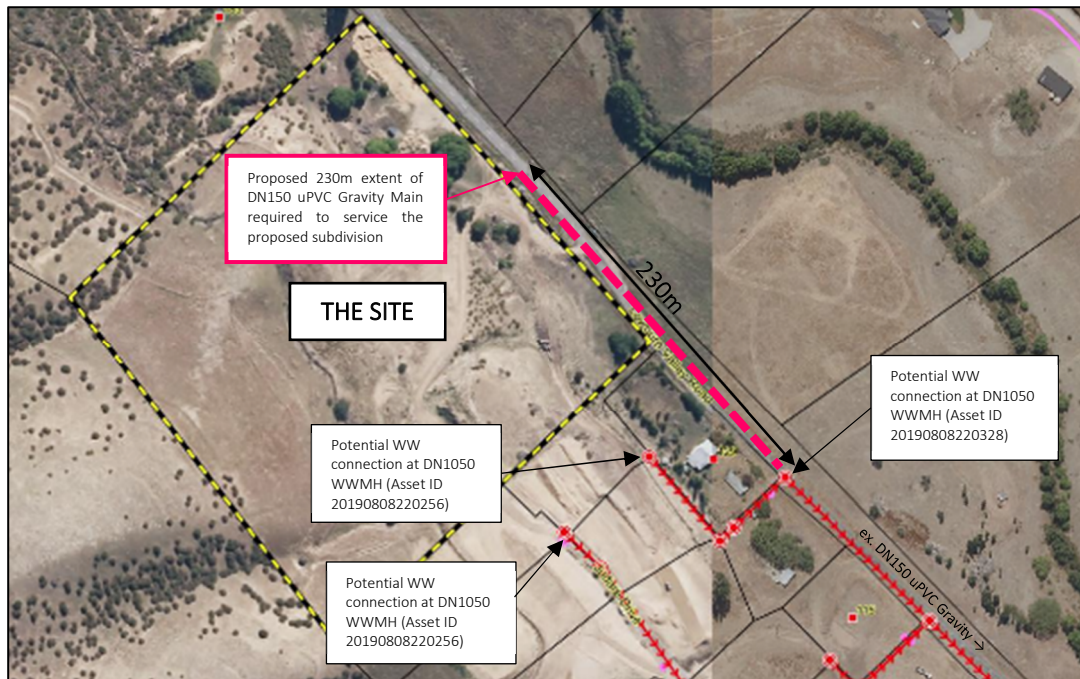 Proposed 230m extent of
DN150 uPVC Gravity Main
required to service the
proposed subdivision
THE SITE
230m
Potential WW
connection at DN1050
WWMH (Asset ID
20190808220328)
Potential WW
connection at DN1050
WWMH (Asset ID
20190808220256)
ex. DN150 uPVC Gravity →
Potential WW
connection at DN1050
WWMH (Asset ID
20190808220256)